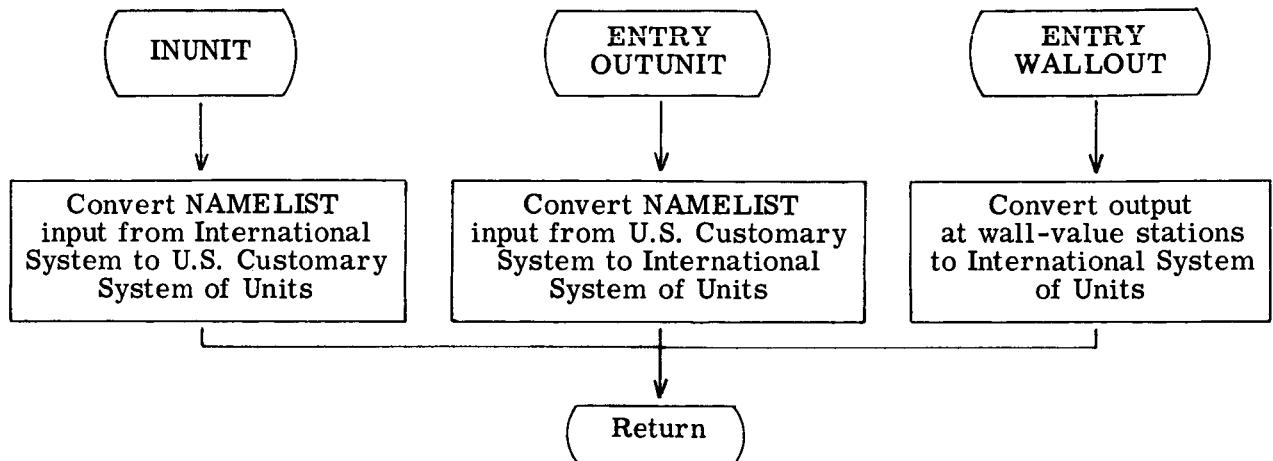 INUNIT
ENTRY
OUTUNIT
ENTRY
WALLOUT
Convert NAMELIST
input from International
System to U.S. Customary
System of Units
Convert NAMELIST
input from U.S. Customary
System to International
System of Units
Convert output
at wall-value stations
to International System
of Units
Return